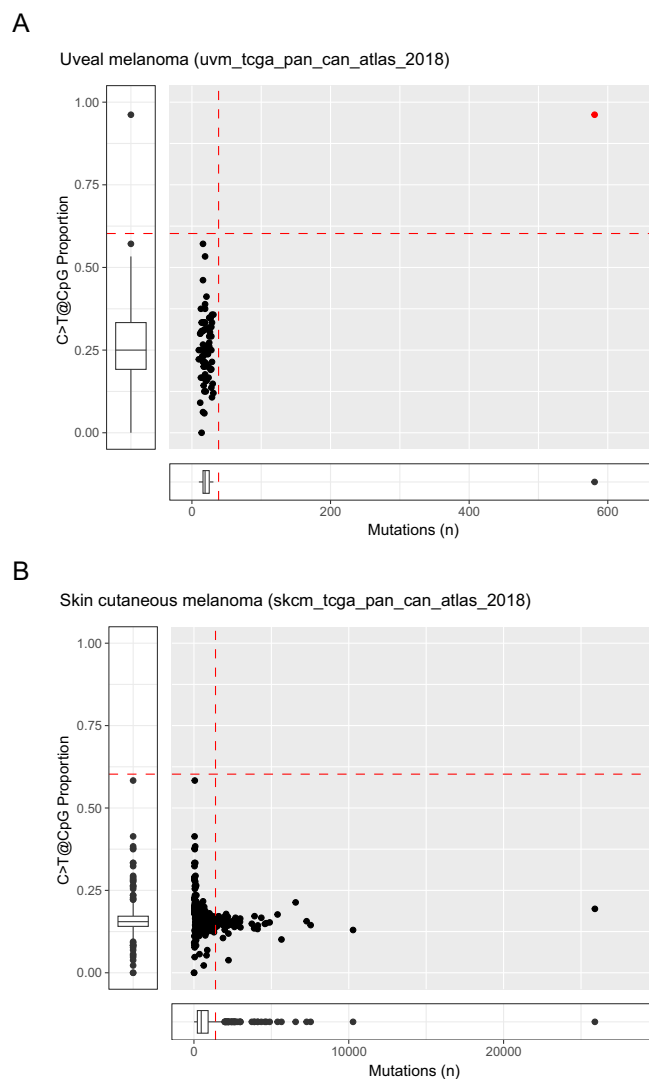 A
Uveal melanoma (uvm_tcga_pan_can_atlas_2018)
1.00
0.75
0.50
0.25
0.00
C>T@CpG Proportion
0 200 400 600
Mutations (n)
B
Skin cutaneous melanoma (skcm_tcga_pan_can_atlas_2018)
1.00
0.75
0.50
0.25
0.00
C>T@CpG Proportion
0 10000 20000
Mutations (n)